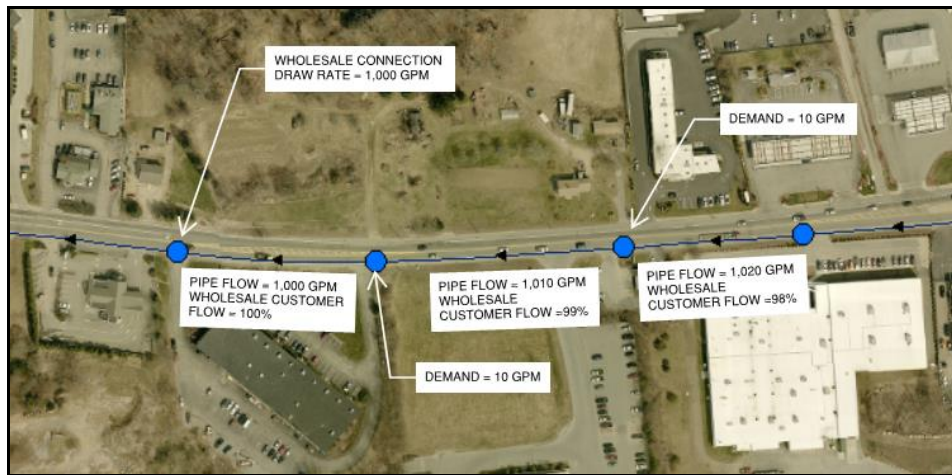 WHOLESALE CONNECTION
DRAW RATE = 1,000 GPM
DEMAND = 10 GPM
PIPE FLOW = 1,000 GPM
WHOLESALE CUSTOMER
FLOW = 100%
PIPE FLOW = 1,010 GPM
WHOLESALE
CUSTOMER FLOW =99%
PIPE FLOW = 1,020 GPM
WHOLESALE
CUSTOMER FLOW =98%
DEMAND = 10 GPM